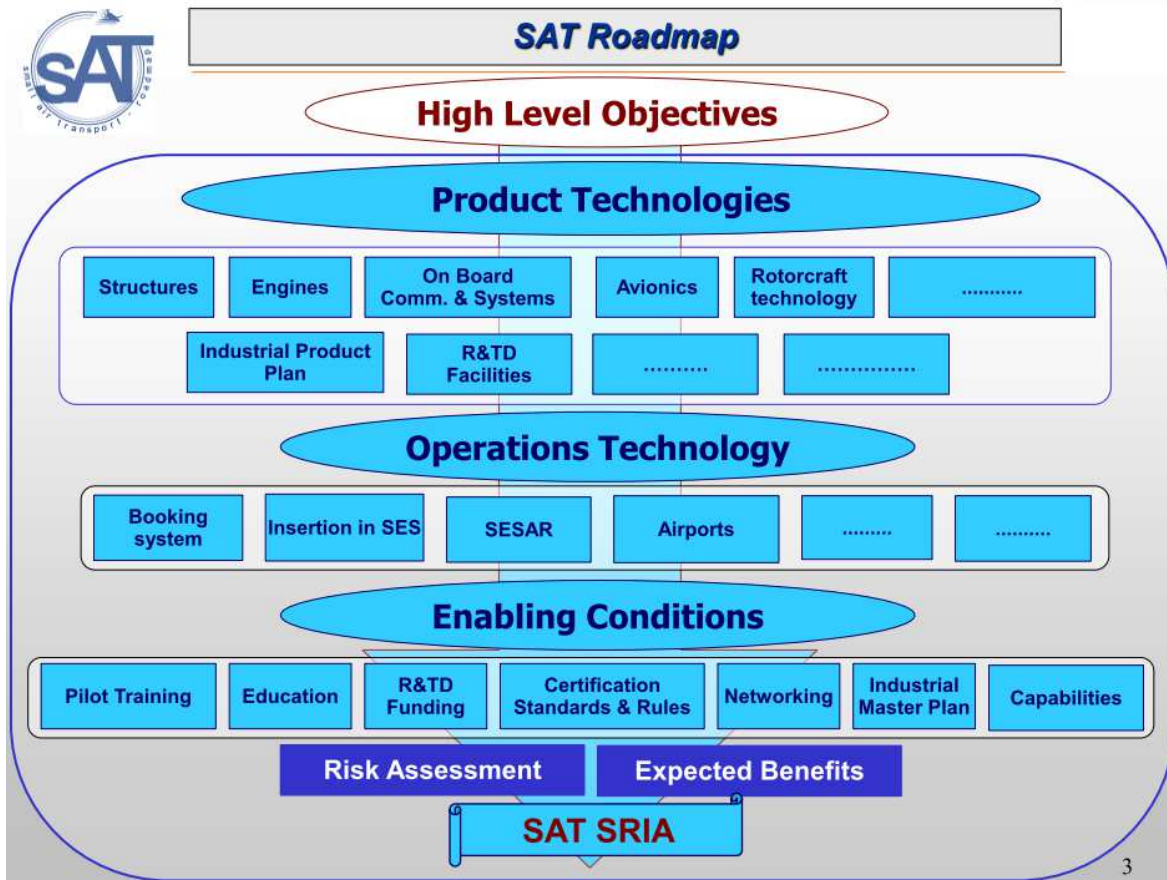 SAT
small air transport - roadmap
SAT Roadmap
High Level Objectives
Product Technologies
Structures
Engines
On Board
Comm. & Systems
Avionics
Rotorcraft
technology
...........
Industrial Product
Plan
R&TD
Facilities
..........
...............
Operations Technology
Booking
system
Insertion in SES
SESAR
Airports
.........
..........
Enabling Conditions
Pilot Training
Education
R&TD
Funding
Certification
Standards & Rules
Networking
Industrial
Master Plan
Capabilities
Risk Assessment
Expected Benefits
SAT SRIA
3